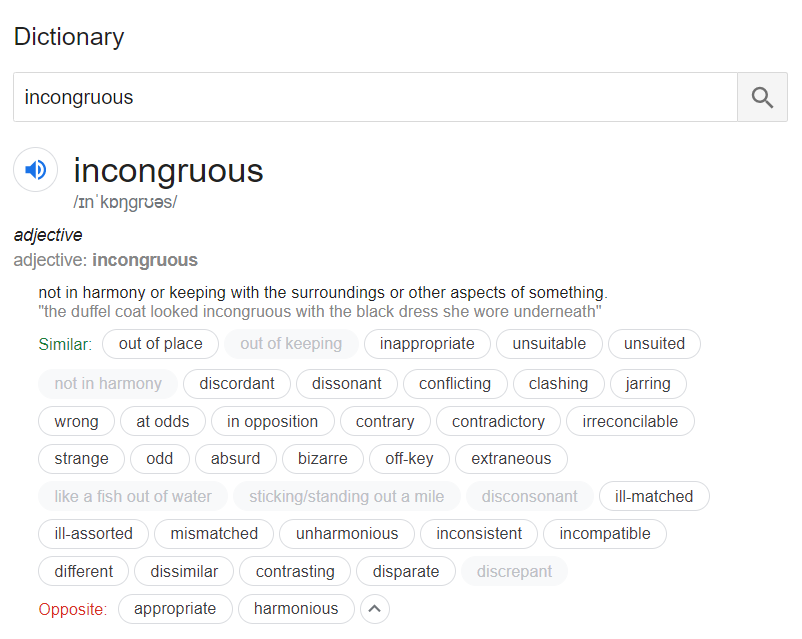 Dictionary
incongruous
incongruous
/ɪnˈkɒŋɡrʊəs/
adjective
adjective: incongruous
not in harmony or keeping with the surroundings or other aspects of something.
"the duffel coat looked incongruous with the black dress she wore underneath"
Similar: out of place out of keeping inappropriate unsuitable unsuited
not in harmony discordant dissonant conflicting clashing jarring
wrong at odds in opposition contrary contradictory irreconcilable
strange odd absurd bizarre off-key extraneous
like a fish out of water sticking/standing out a mile disconsonant ill-matched
ill-assorted mismatched unharmonious inconsistent incompatible
different dissimilar contrasting disparate discrepant
Opposite: appropriate harmonious